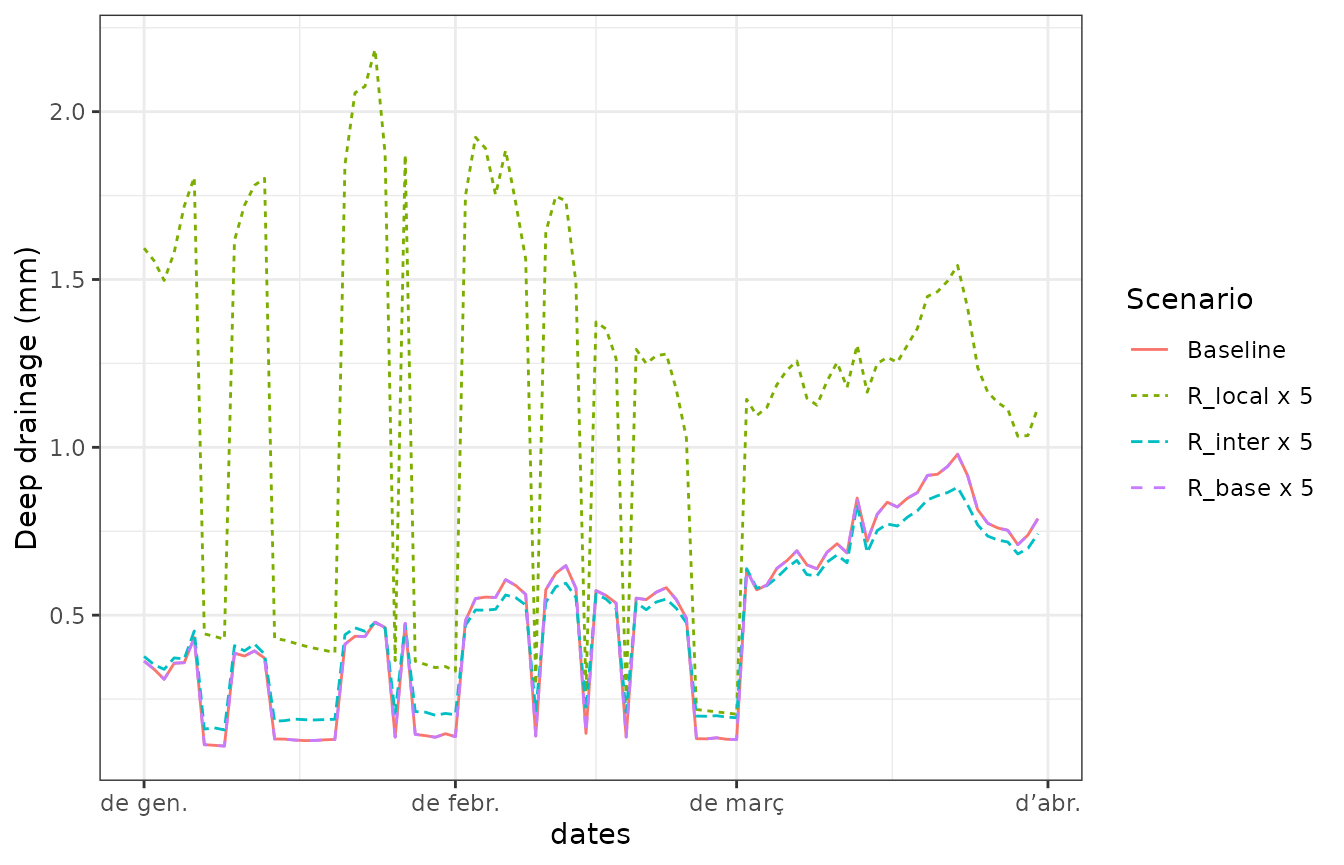 Deep drainage (mm)
2.0
1.5
1.0
0.5
de gen.
de febr.
de març
d’abr.
dates
Scenario
Baseline
R_local x 5
R_inter x 5
R_base x 5